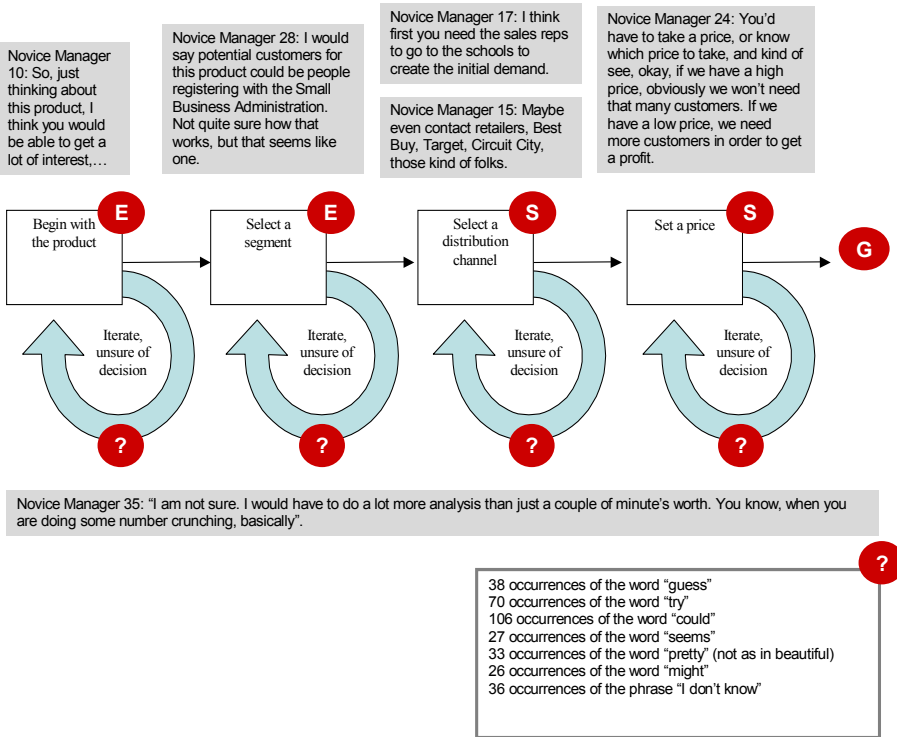 Novice Manager
10: So, just
thinking about
this product, I
think you would
be able to get a
lot of interest,…
Novice Manager 28: I would
say potential customers for
this product could be people
registering with the Small
Business Administration.
Not quite sure how that
works, but that seems like
one.
Novice Manager 17: I think
first you need the sales reps
to go to the schools to
create the initial demand.
Novice Manager 15: Maybe
even contact retailers, Best
Buy, Target, Circuit City,
those kind of folks.
Novice Manager 24: You’d
have to take a price, or know
which price to take, and kind of
see, okay, if we have a high
price, obviously we won’t need
that many customers. If we
have a low price, we need
more customers in order to get
a profit.
Begin with
the product
E
Select a
segment
E
Select a
distribution
channel
S
Set a price
S
G
Iterate,
unsure of
decision
?
Iterate,
unsure of
decision
?
Iterate,
unsure of
decision
?
Iterate,
unsure of
decision
?
Novice Manager 35: “I am not sure. I would have to do a lot more analysis than just a couple of minute’s worth. You know, when you
are doing some number crunching, basically”.
?
38 occurrences of the word “guess”
70 occurrences of the word “try”
106 occurrences of the word “could”
27 occurrences of the word “seems”
33 occurrences of the word “pretty” (not as in beautiful)
26 occurrences of the word “might”
36 occurrences of the phrase “I don’t know”